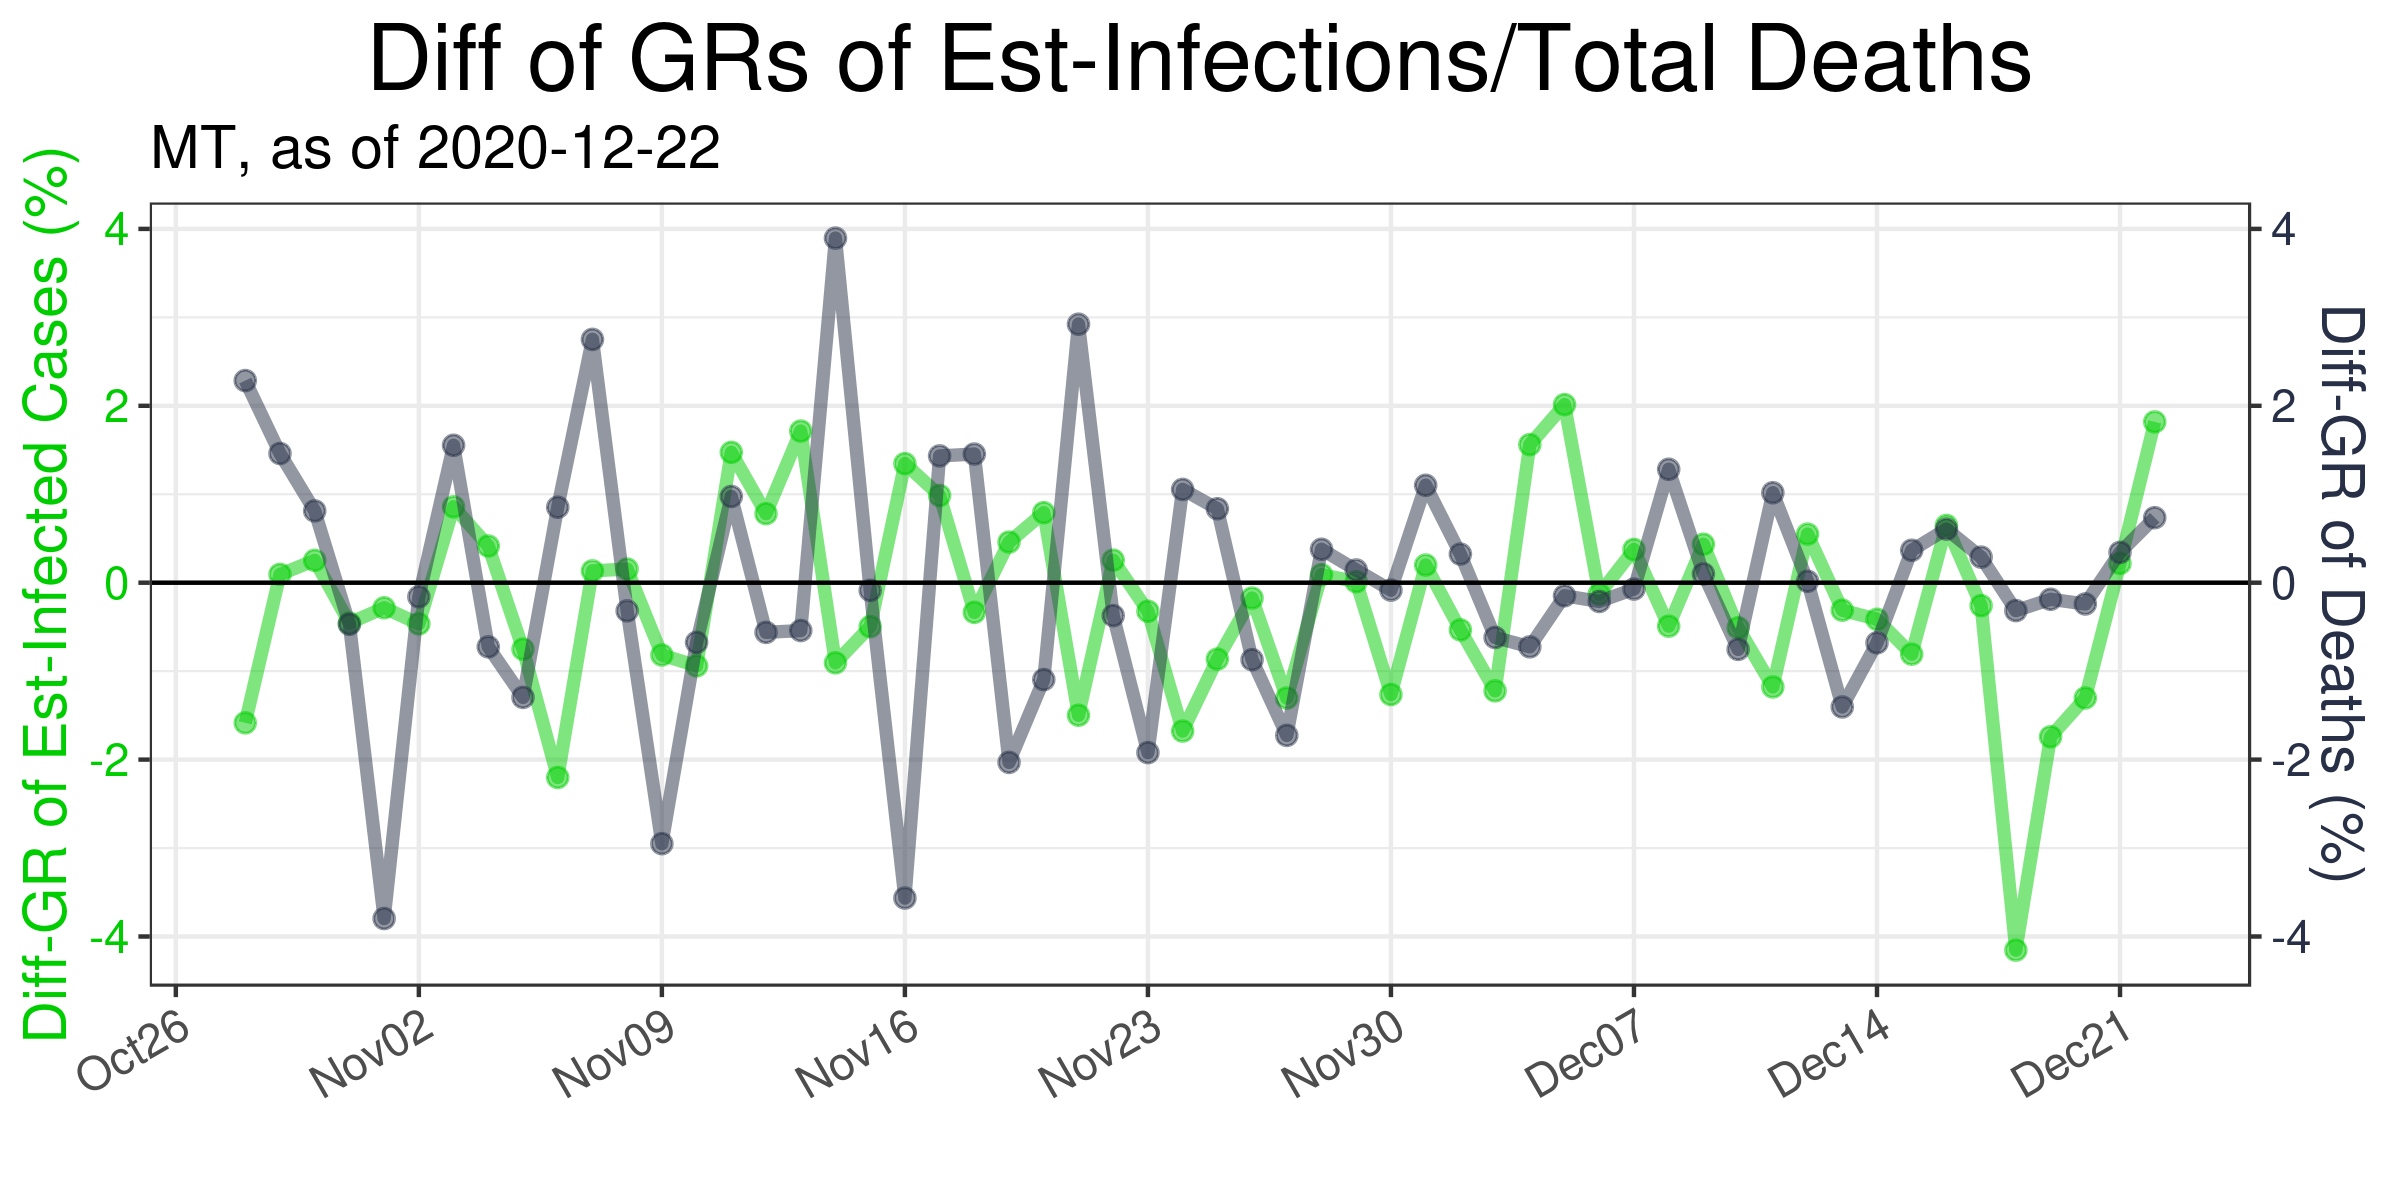 Diff of GRs of Est-Infections/Total Deaths
MT, as of 2020-12-22
Diff-GR of Est-Infected Cases (%)
4
2
0
-2
-4
4
2
0
-2
-4
Diff-GR of Deaths (%)
Oct26
Nov02
Nov09
Nov16
Nov23
Nov30
Dec07
Dec14
Dec21